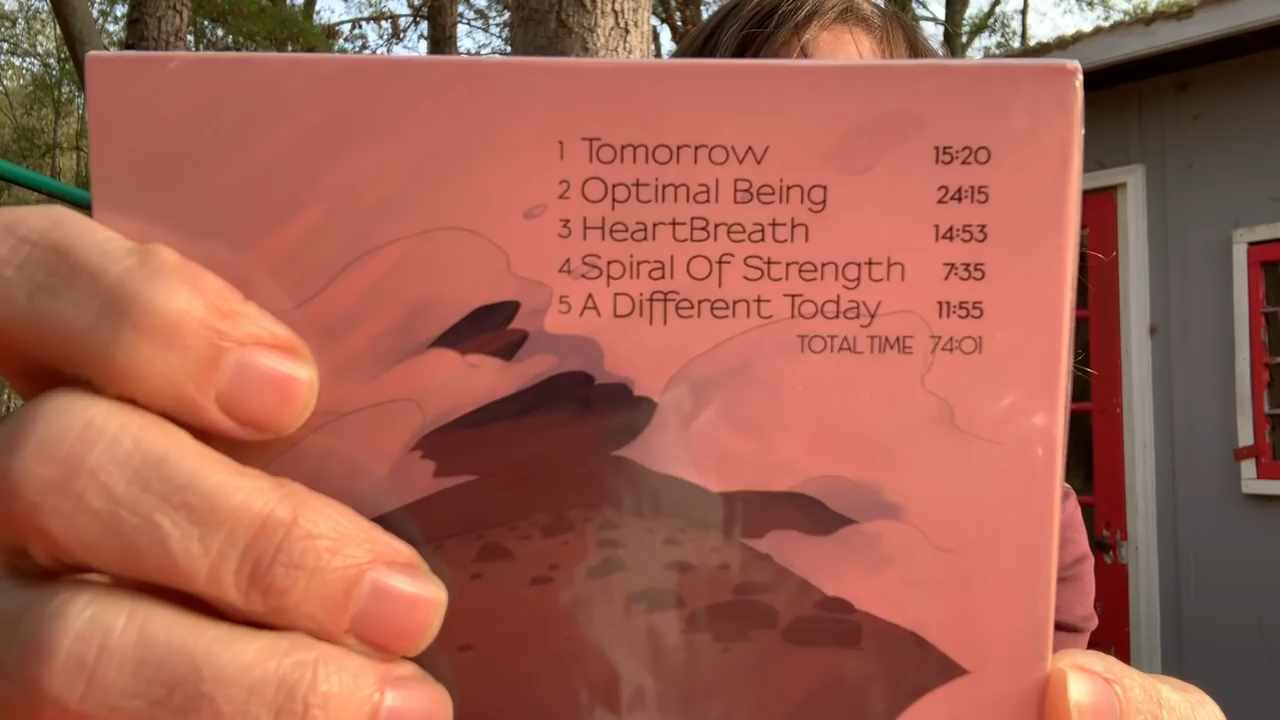 1 Tomorrow 15:20
2 Optimal Being 24:15
3 HeartBreath 14:53
4 Spiral Of Strength 7:35
5 A Different Today 11:55
TOTAL TIME 74:01